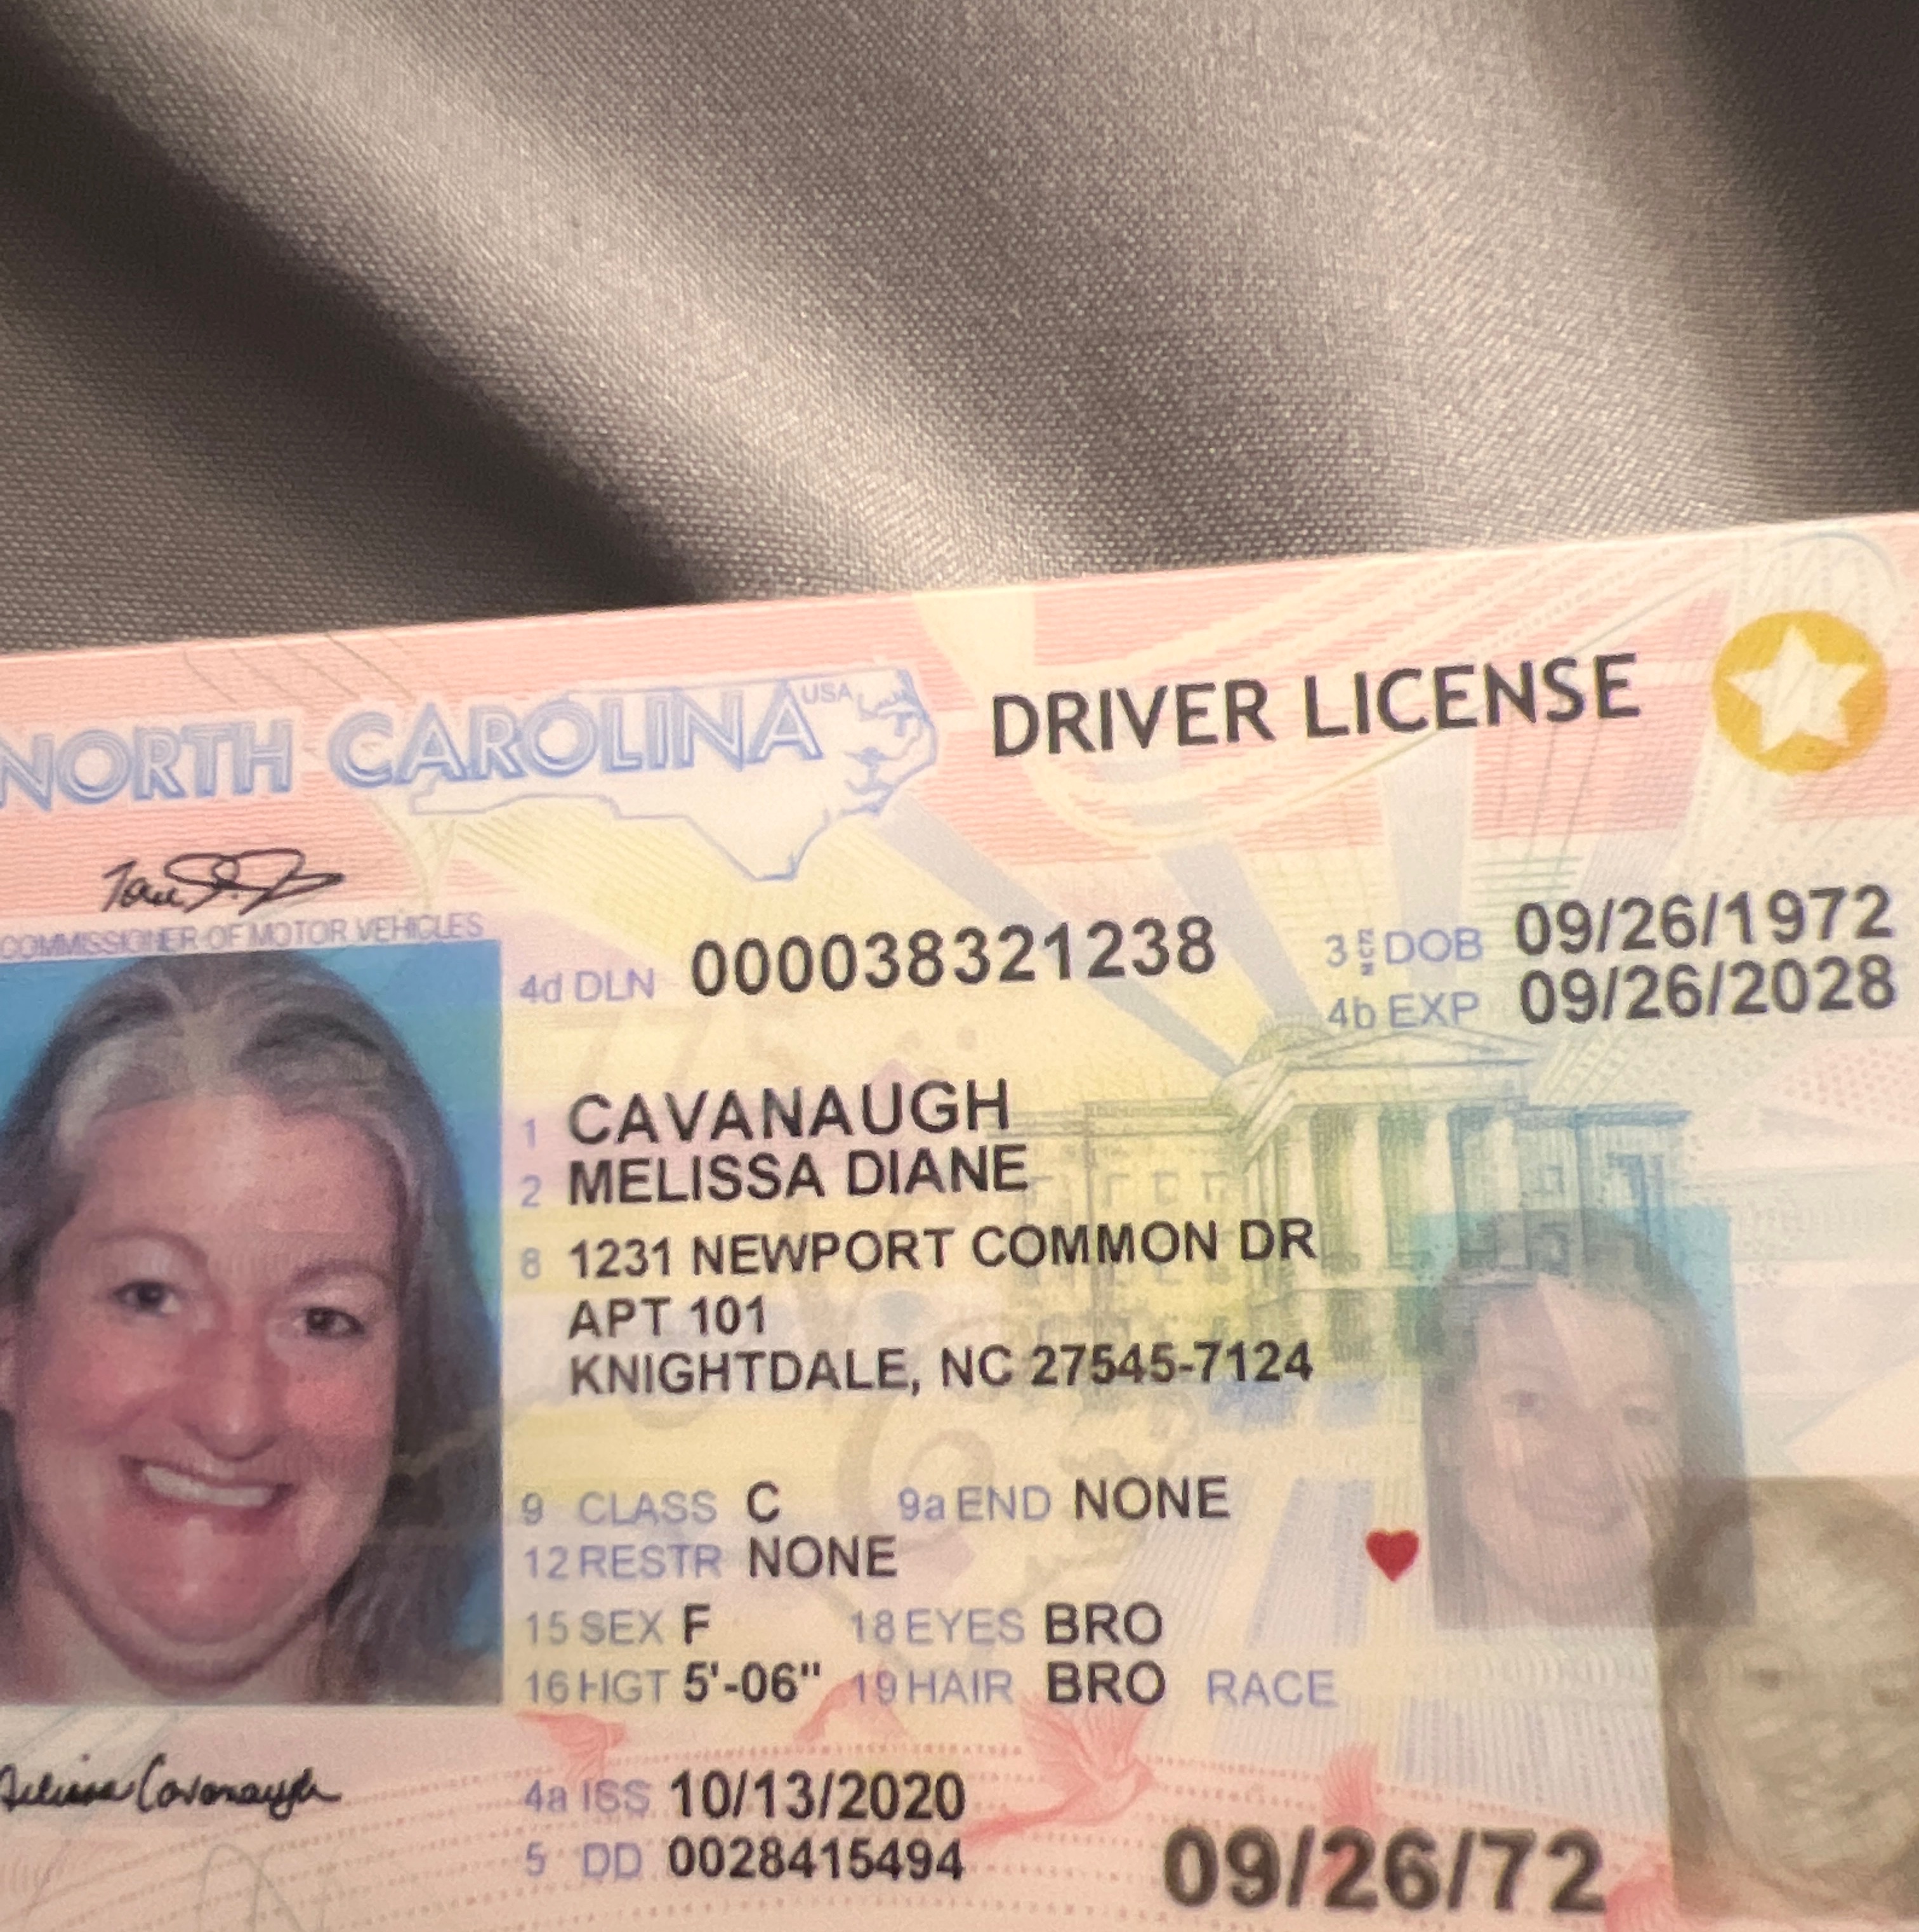 NORTH CAROLINA USA DRIVER LICENSE
COMMISSIONER OF MOTOR VEHICLES
4d DLN 000038321238 3 DOB 09/26/1972
4b EXP 09/26/2028
1 CAVANAUGH
2 MELISSA DIANE
8 1231 NEWPORT COMMON DR
APT 101
KNIGHTDALE, NC 27545-7124
9 CLASS C 9a END NONE
12 RESTR NONE
15 SEX F 18 EYES BRO
16 HGT 5'-06" 19 HAIR BRO RACE
Melissa Cavanaugh
4a ISS 10/13/2020
5 DD 0028415494
09/26/72